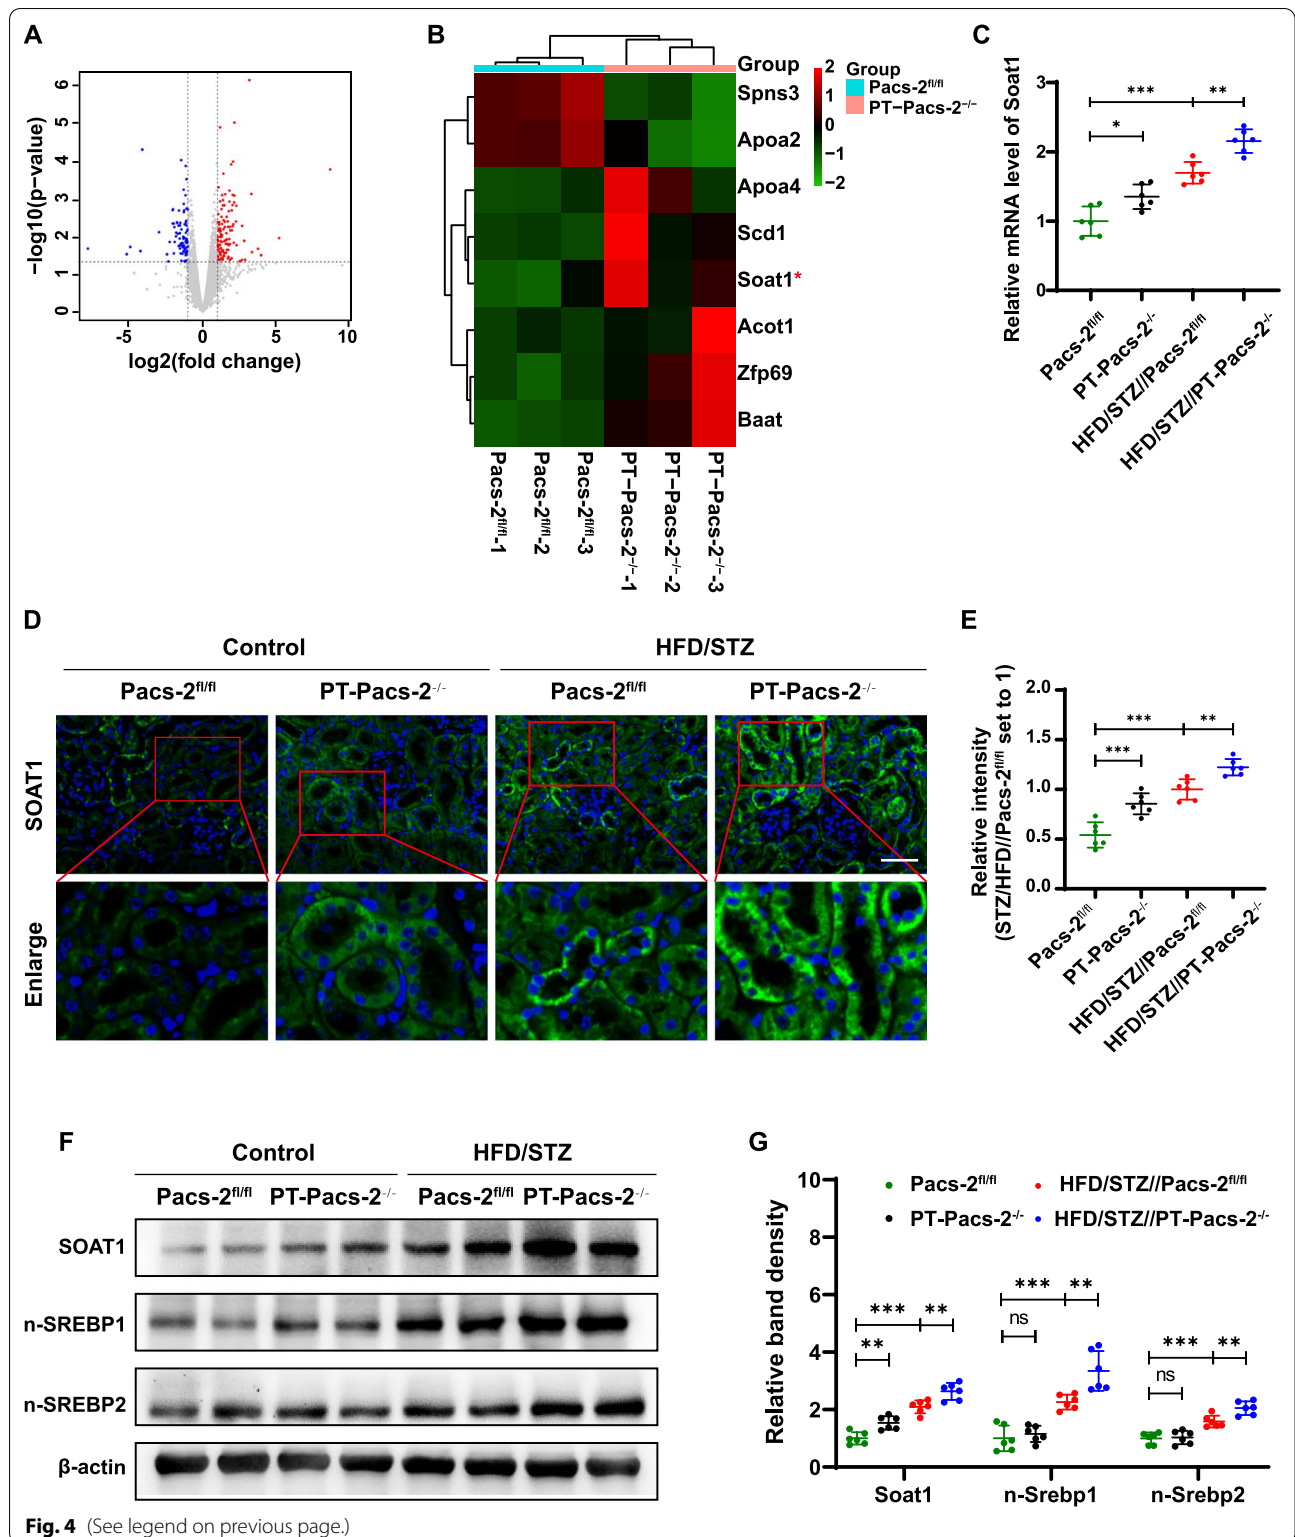 A
−log10(p−value)
6
5
4
3
2
1
0
-5
0
5
10
log2(fold change)
B
Group
Spns3
Apoa2
Apoa4
Scd1
Soat1*
Acot1
Zfp69
Baat
2
1
0
−1
−2
Group
Pacs-2fl/fl
PT−Pacs-2−/−
Pacs-2fl/fl-1
Pacs-2fl/fl-2
Pacs-2fl/fl-3
PT−Pacs-2−/−-1
PT−Pacs-2−/−-2
PT−Pacs-2−/−-3
C
Relative mRNA level of Soat1
3
2
1
0
***
**
*
Pacs-2fl/fl
PT-Pacs-2-/-
HFD/STZ//Pacs-2fl/fl
HFD/STZ//PT-Pacs-2-/-
D
Control
HFD/STZ
Pacs-2fl/fl
PT-Pacs-2-/-
Pacs-2fl/fl
PT-Pacs-2-/-
SOAT1
Enlarge
E
Relative intensity
(STZ/HFD//Pacs-2fl/fl set to 1)
2.0
1.5
1.0
0.5
0.0
***
**
***
Pacs-2fl/fl
PT-Pacs-2-/-
HFD/STZ//Pacs-2fl/fl
HFD/STZ//PT-Pacs-2-/-
F
Control
HFD/STZ
Pacs-2fl/fl
PT-Pacs-2-/-
Pacs-2fl/fl
PT-Pacs-2-/-
SOAT1
n-SREBP1
n-SREBP2
β-actin
G
Relative band density
10
8
6
4
2
0
Pacs-2fl/fl
HFD/STZ//Pacs-2fl/fl
PT-Pacs-2-/-
HFD/STZ//PT-Pacs-2-/-
***
**
**
***
**
ns
***
**
ns
Soat1
n-Srebp1
n-Srebp2
Fig. 4 (See legend on previous page.)